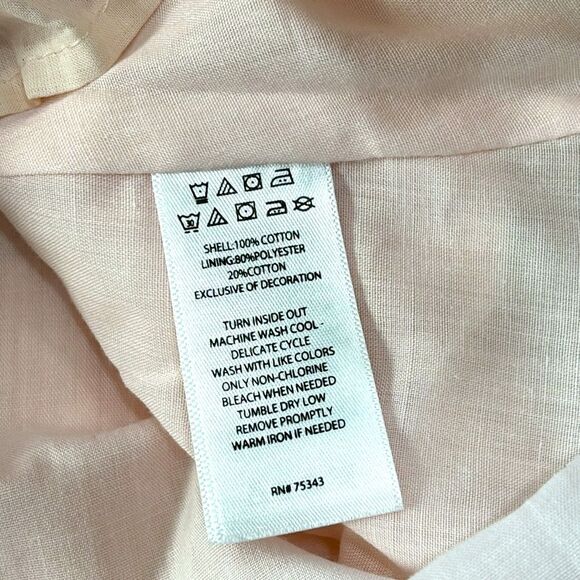 30
SHELL:100% COTTON
LINING:80%POLYESTER
20%COTTON
EXCLUSIVE OF DECORATION
TURN INSIDE OUT
MACHINE WASH COOL -
DELICATE CYCLE
WASH WITH LIKE COLORS
ONLY NON-CHLORINE
BLEACH WHEN NEEDED
TUMBLE DRY LOW
REMOVE PROMPTLY
WARM IRON IF NEEDED
RN# 75343